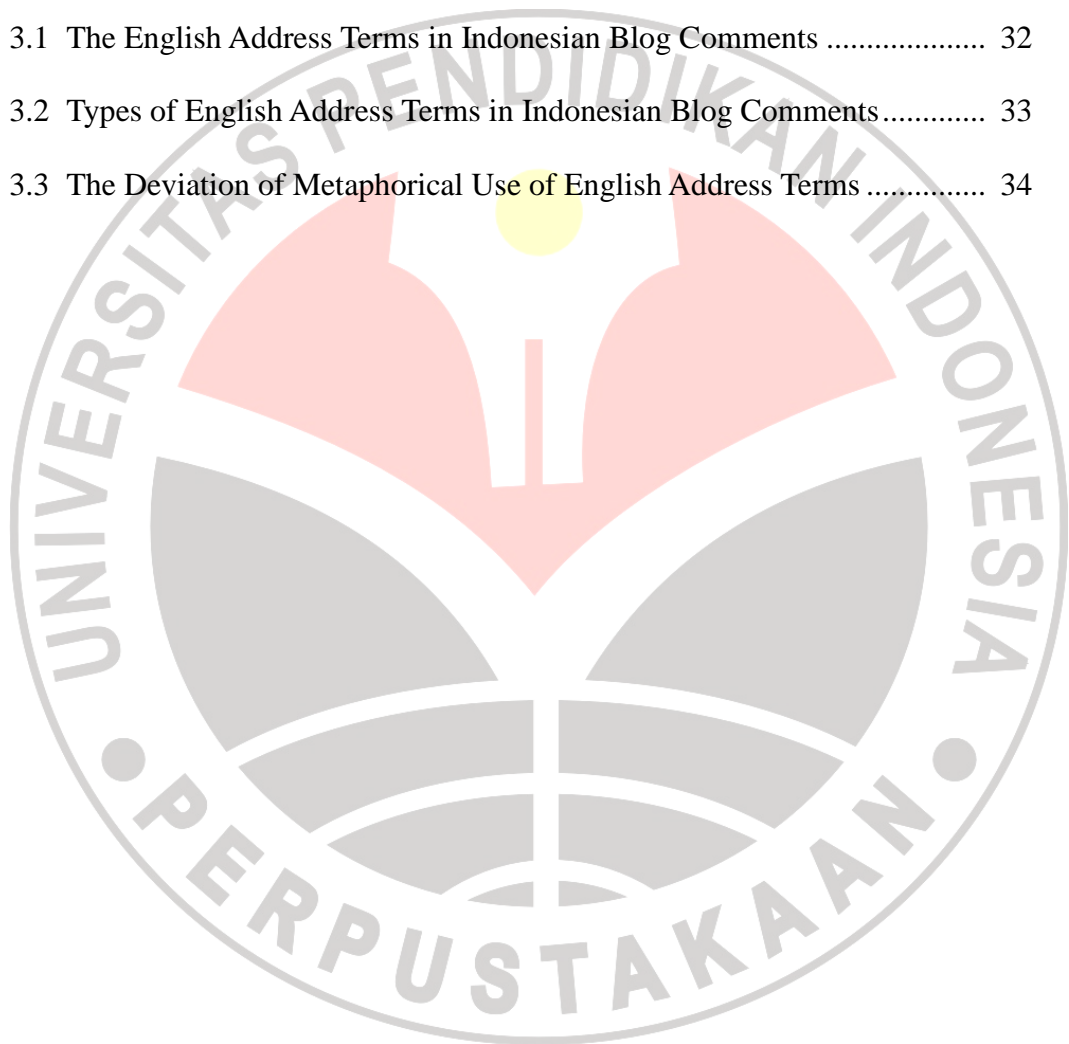 3.1 The English Address Terms in Indonesian Blog Comments .................... 32
3.2 Types of English Address Terms in Indonesian Blog Comments ............. 33
3.3 The Deviation of Metaphorical Use of English Address Terms ............... 34
UNIVERSITAS PENDIDIKAN INDONESIA
PERPUSTAKAAN